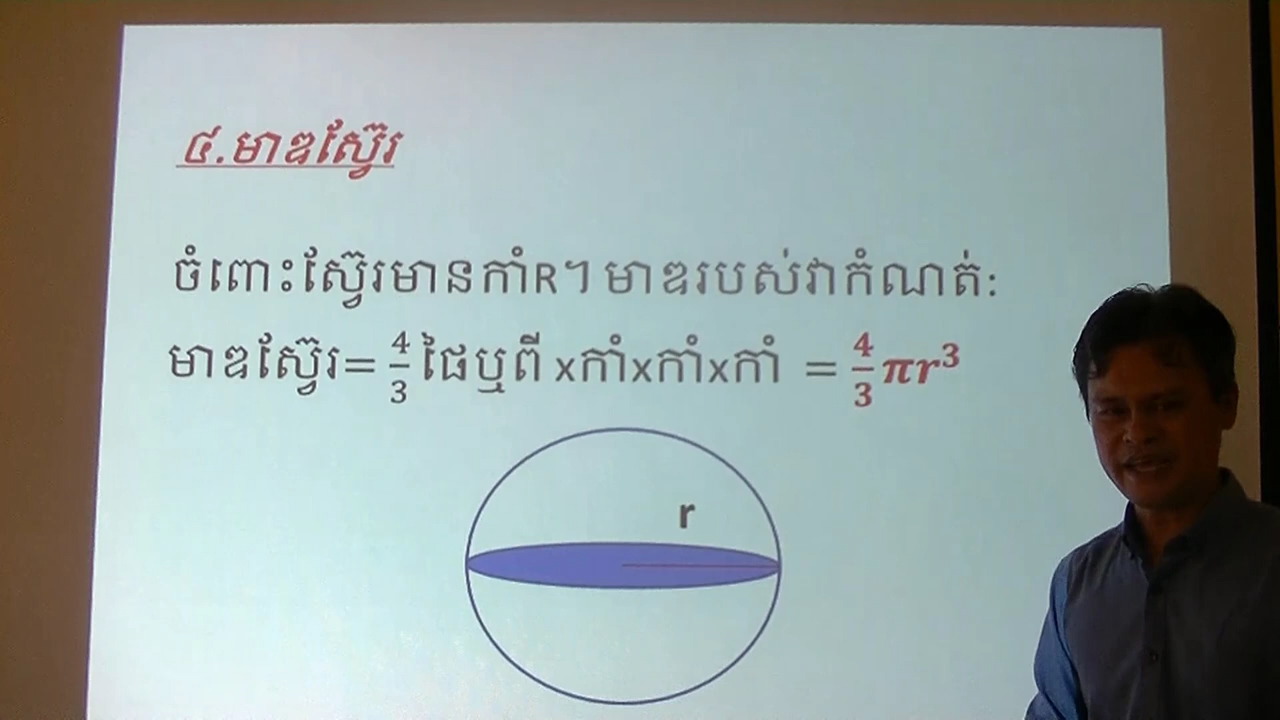 ៤.មាឌស្វ៊ែរ
ចំពោះស្វ៊ែរមានកាំR។ មាឌរបស់វាកំណត់:
មាឌស្វ៊ែរ= 4/3 ផៃឬពី xកាំxកាំxកាំ = 4/3 πr³
r